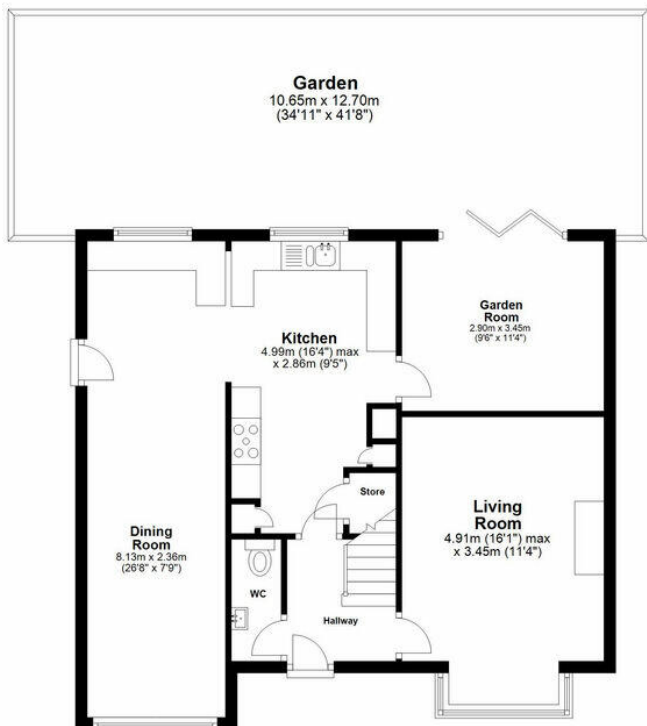 Garden
10.65m x 12.70m
(34'11" x 41'8")
Kitchen
4.99m (16'4") max
x 2.86m (9'5")
Garden
Room
2.90m x 3.45m
(9'6" x 11'4")
Store
Living
Room
4.91m (16'1") max
x 3.45m (11'4")
Dining
Room
8.13m x 2.36m
(26'8" x 7'9")
WC
Hallway